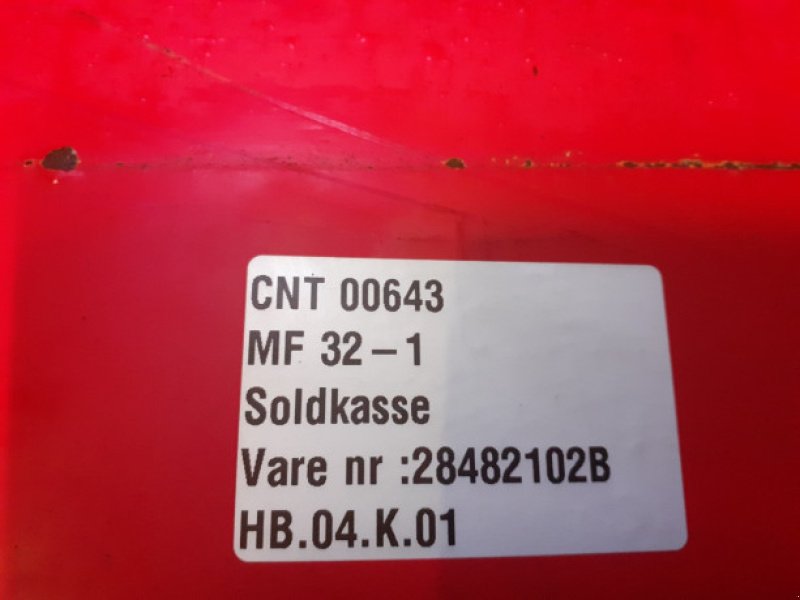 CNT 00643
MF 32-1
Soldkasse
Vare nr :28482102B
HB.04.K.01